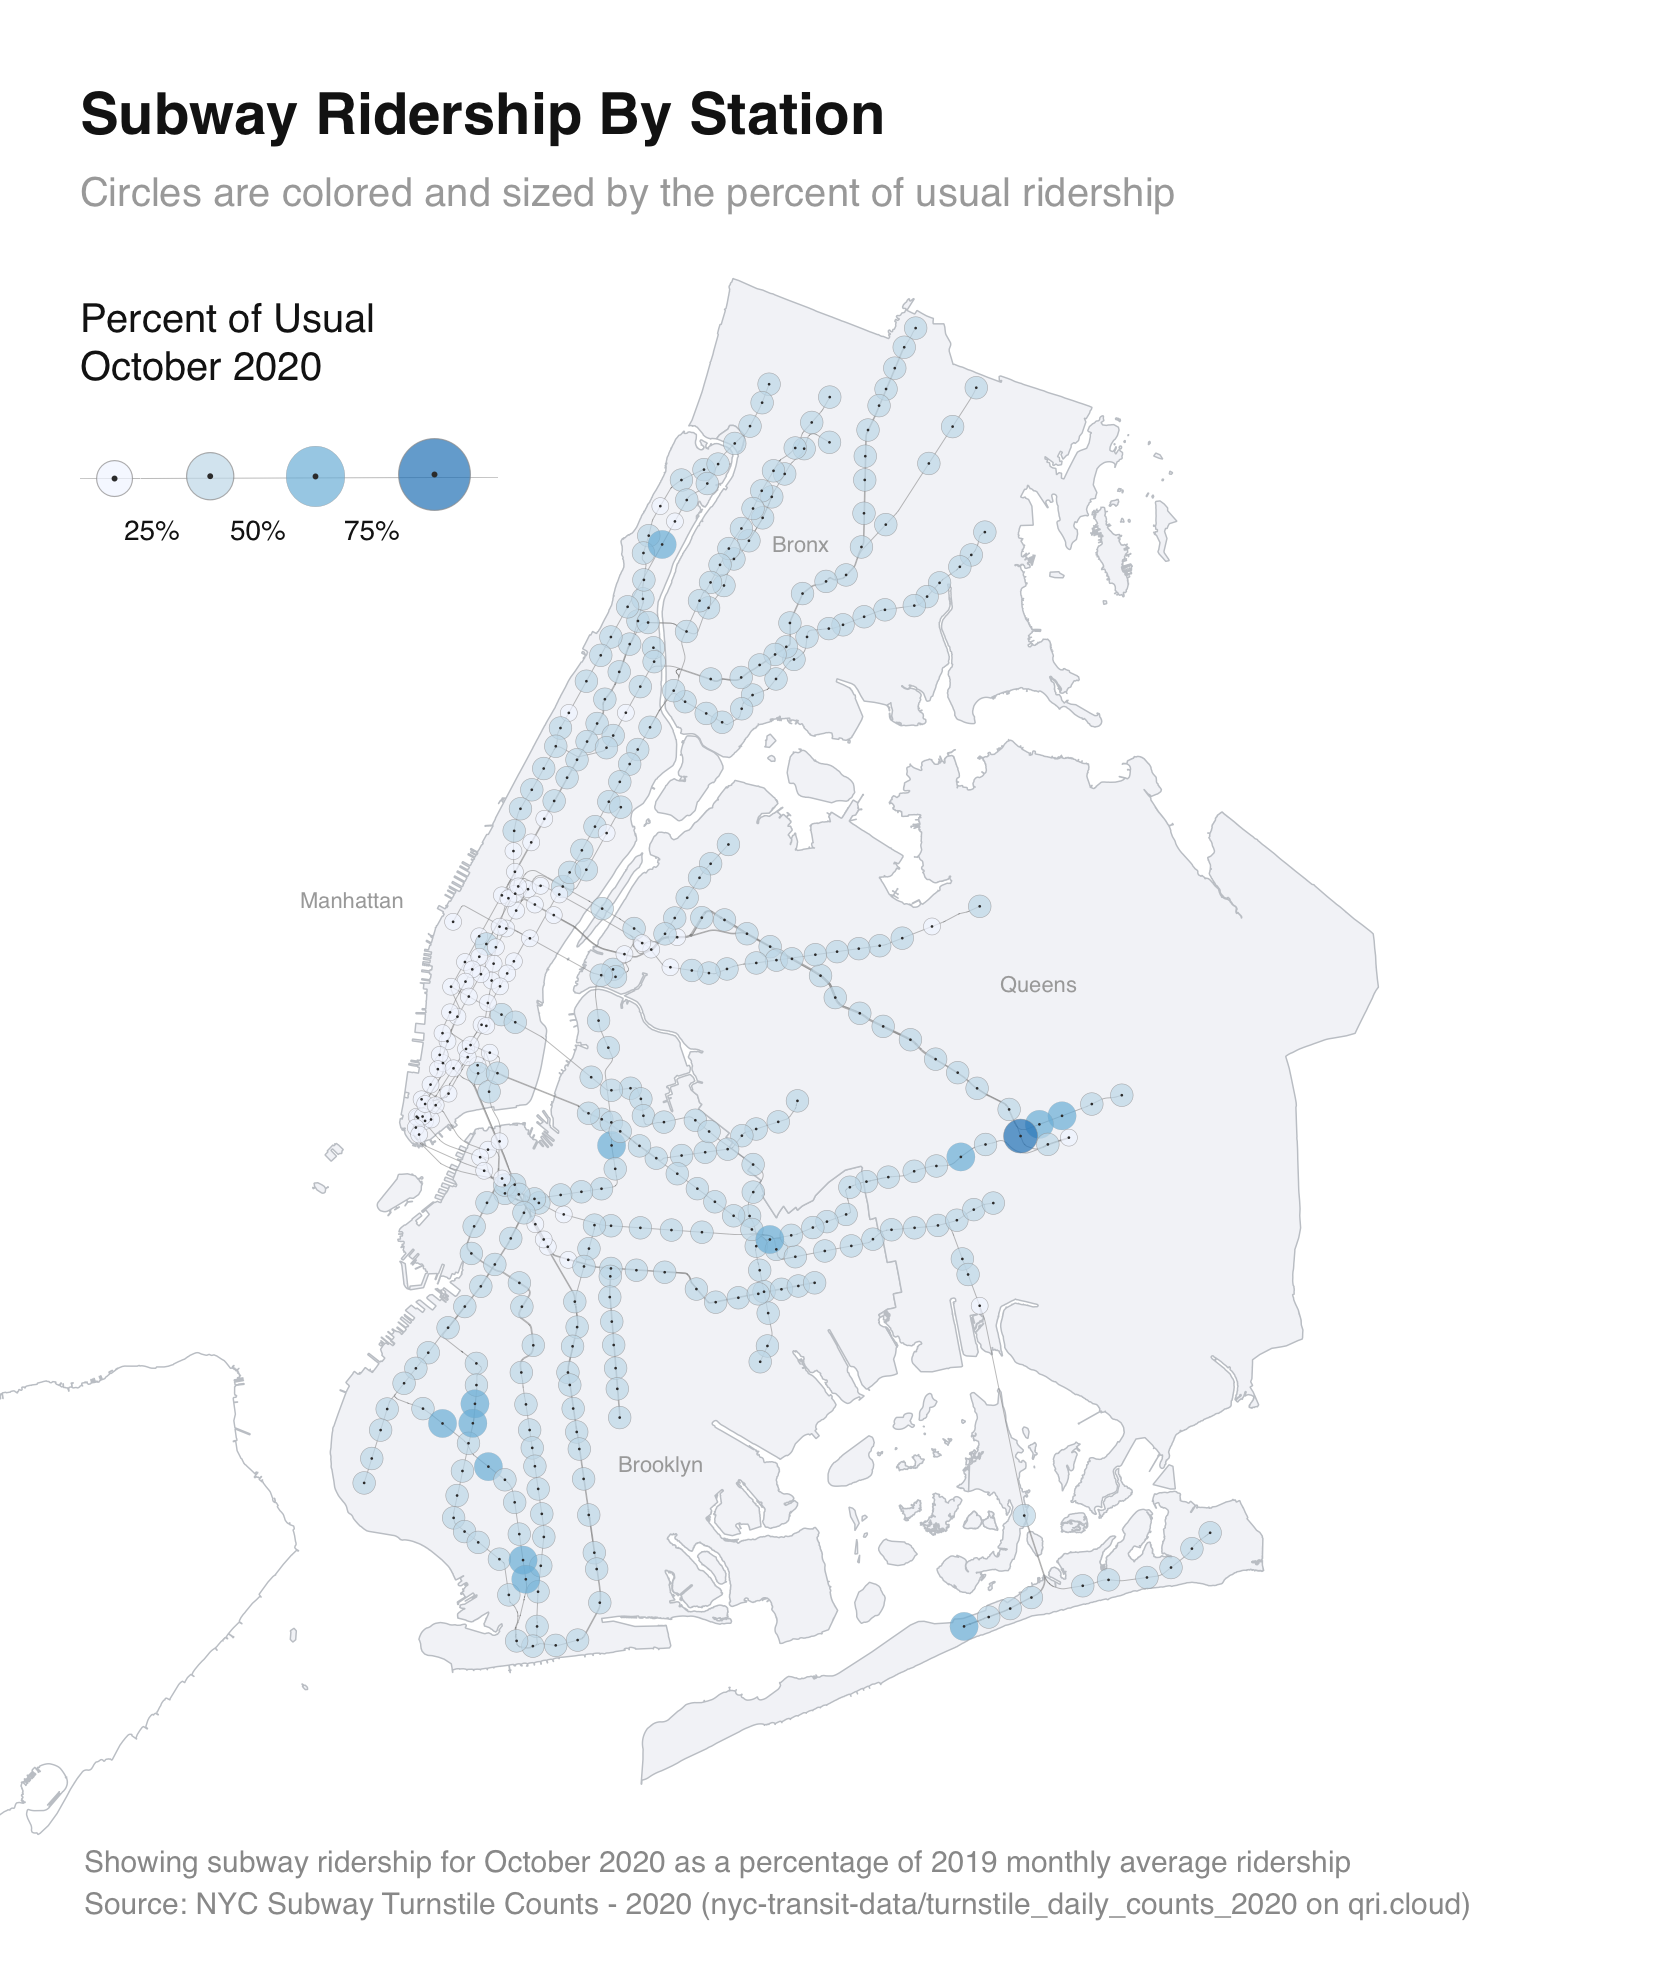 Subway Ridership By Station
Circles are colored and sized by the percent of usual ridership
Percent of Usual
October 2020
25% 50% 75%
Bronx
Manhattan
Queens
Brooklyn
Showing subway ridership for October 2020 as a percentage of 2019 monthly average ridership
Source: NYC Subway Turnstile Counts - 2020 (nyc-transit-data/turnstile_daily_counts_2020 on qri.cloud)